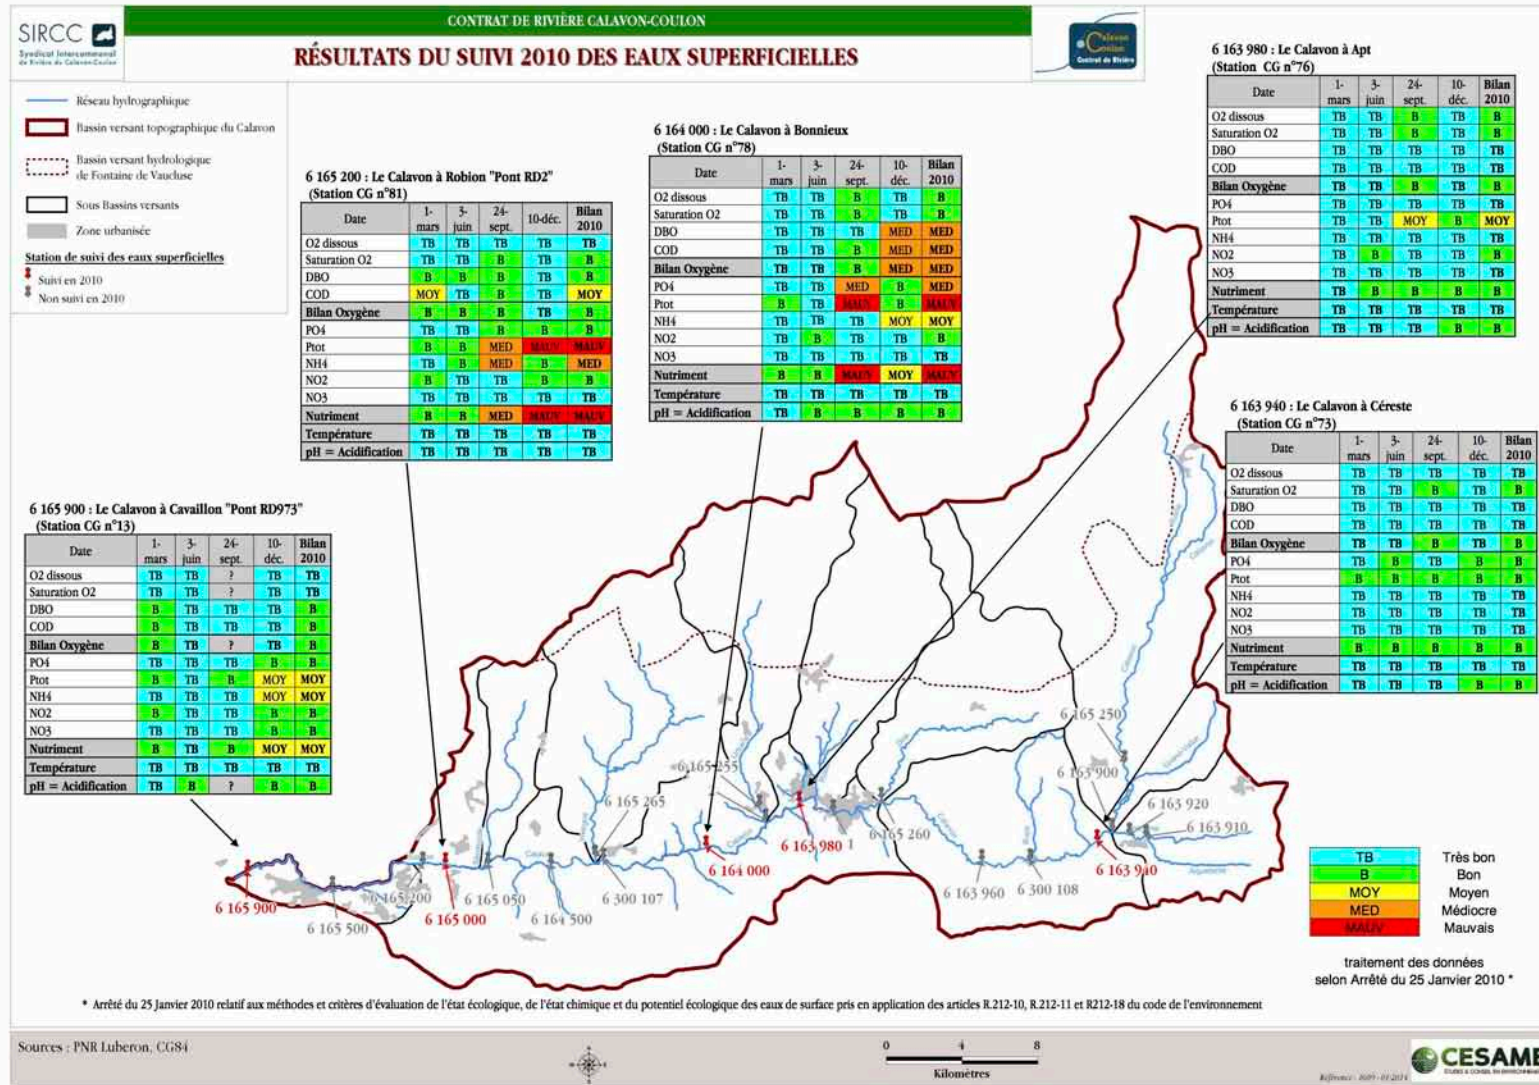 SIRCC
Syndicat Intercommunal
de Rivière du Calavon-Coulon
CONTRAT DE RIVIÈRE CALAVON-COULON
RÉSULTATS DU SUIVI 2010 DES EAUX SUPERFICIELLES
Calavon
Coulon
Contrat de Rivière
Réseau hydrographique
Bassin versant topographique du Calavon
Bassin versant hydrologique
de Fontaine de Vaucluse
Sous Bassins versants
Zone urbanisée
Station de suivi des eaux superficielles
Suivi en 2010
Non suivi en 2010
6 165 200 : Le Calavon à Robion "Pont RD2"
(Station CG n°81)
Date 1-mars 3-juin 24-sept. 10-déc. Bilan 2010
O2 dissous TB TB TB TB TB
Saturation O2 TB TB B TB B
DBO B B B TB B
COD MOY TB B TB MOY
Bilan Oxygène B B B TB B
PO4 TB TB B B B
Ptot B B MED MAUV MAUV
NH4 TB B MED B MED
NO2 B TB TB B B
NO3 TB TB TB TB TB
Nutriment B B MED MAUV MAUV
Température TB TB TB TB TB
pH = Acidification TB TB TB TB TB
6 164 000 : Le Calavon à Bonnieux
(Station CG n°78)
Date 1-mars 3-juin 24-sept. 10-déc. Bilan 2010
O2 dissous TB TB B TB B
Saturation O2 TB TB B TB B
DBO TB TB TB MED MED
COD TB TB B MED MED
Bilan Oxygène TB TB B MED MED
PO4 TB TB MED B MED
Ptot B TB MAUV B MAUV
NH4 TB TB TB MOY MOY
NO2 TB B TB TB B
NO3 TB TB TB TB TB
Nutriment B B MAUV MOY MAUV
Température TB TB TB TB TB
pH = Acidification TB B B B B
6 163 980 : Le Calavon à Apt
(Station CG n°76)
Date 1-mars 3-juin 24-sept. 10-déc. Bilan 2010
O2 dissous TB TB B TB B
Saturation O2 TB TB B TB B
DBO TB TB TB TB TB
COD TB TB TB TB TB
Bilan Oxygène TB TB B TB B
PO4 TB TB TB TB TB
Ptot TB TB MOY B MOY
NH4 TB TB TB TB TB
NO2 TB B TB TB B
NO3 TB TB TB TB TB
Nutriment TB B B B B
Température TB TB TB TB TB
pH = Acidification TB TB TB B B
6 163 940 : Le Calavon à Céreste
(Station CG n°73)
Date 1-mars 3-juin 24-sept. 10-déc. Bilan 2010
O2 dissous TB TB TB TB TB
Saturation O2 TB TB B TB B
DBO TB TB TB TB TB
COD TB TB TB TB TB
Bilan Oxygène TB TB B TB B
PO4 TB B TB B B
Ptot B B B B B
NH4 TB TB TB TB TB
NO2 TB TB TB TB TB
NO3 TB TB TB TB TB
Nutriment B B B B B
Température TB TB TB TB TB
pH = Acidification TB TB TB B B
6 165 900 : Le Calavon à Cavaillon "Pont RD973"
(Station CG n°13)
Date 1-mars 3-juin 24-sept. 10-déc. Bilan 2010
O2 dissous TB TB ? TB TB
Saturation O2 TB TB ? TB TB
DBO B TB TB TB B
COD B TB TB TB B
Bilan Oxygène B TB ? TB B
PO4 TB TB TB B B
Ptot B TB B MOY MOY
NH4 TB TB TB MOY MOY
NO2 B TB TB B B
NO3 TB TB TB B B
Nutriment B TB B MOY MOY
Température TB TB TB TB TB
pH = Acidification TB B ? B B
6 165 250
6 163 900
6 163 920
6 163 910
6 165 255
6 165 265
6 165 260
6 163 980
6 164 000
6 163 960
6 300 108
6 163 940
6 165 900
6 165 500
6 165 200
6 165 000
6 165 050
6 164 500
6 300 107
TB Très bon
B Bon
MOY Moyen
MED Médiocre
MAUV Mauvais
traitement des données
selon Arrêté du 25 Janvier 2010 *
* Arrêté du 25 Janvier 2010 relatif aux méthodes et critères d'évaluation de l'état écologique, de l'état chimique et du potentiel écologique des eaux de surface pris en application des articles R.212-10, R.212-11 et R212-18 du code de l'environnement
Sources : PNR Luberon, CG84
0 4 8
Kilomètres
CESAME